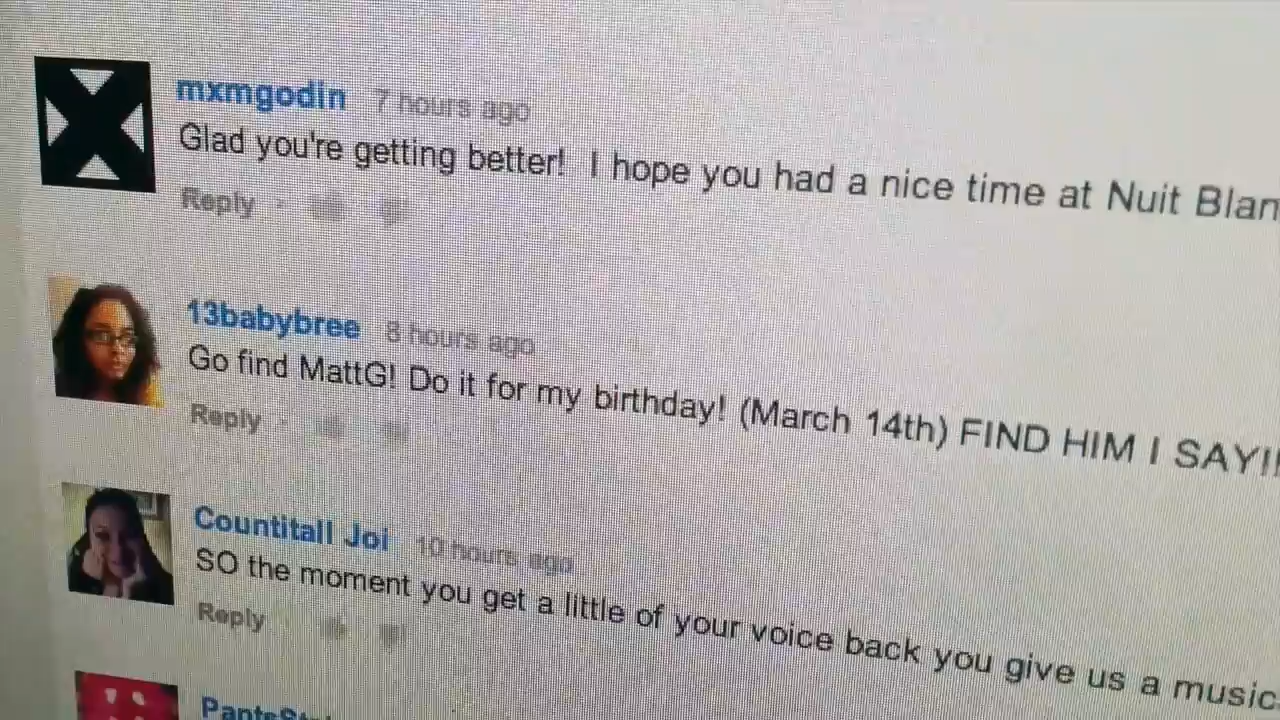 mxmgodin 7 hours ago
Glad you're getting better! I hope you had a nice time at Nuit Blan
Reply
13babybree 8 hours ago
Go find MattG! Do it for my birthday! (March 14th) FIND HIM I SAY!!
Reply
Countitall Joi 10 hours ago
SO the moment you get a little of your voice back you give us a music
Reply